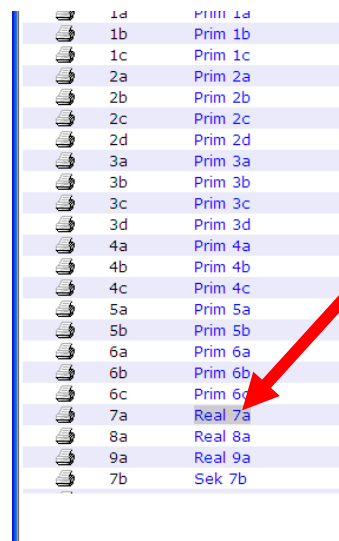 1a Prim 1a
1b Prim 1b
1c Prim 1c
2a Prim 2a
2b Prim 2b
2c Prim 2c
2d Prim 2d
3a Prim 3a
3b Prim 3b
3c Prim 3c
3d Prim 3d
4a Prim 4a
4b Prim 4b
4c Prim 4c
5a Prim 5a
5b Prim 5b
6a Prim 6a
6b Prim 6b
6c Prim 6c
7a Real 7a
8a Real 8a
9a Real 9a
7b Sek 7b